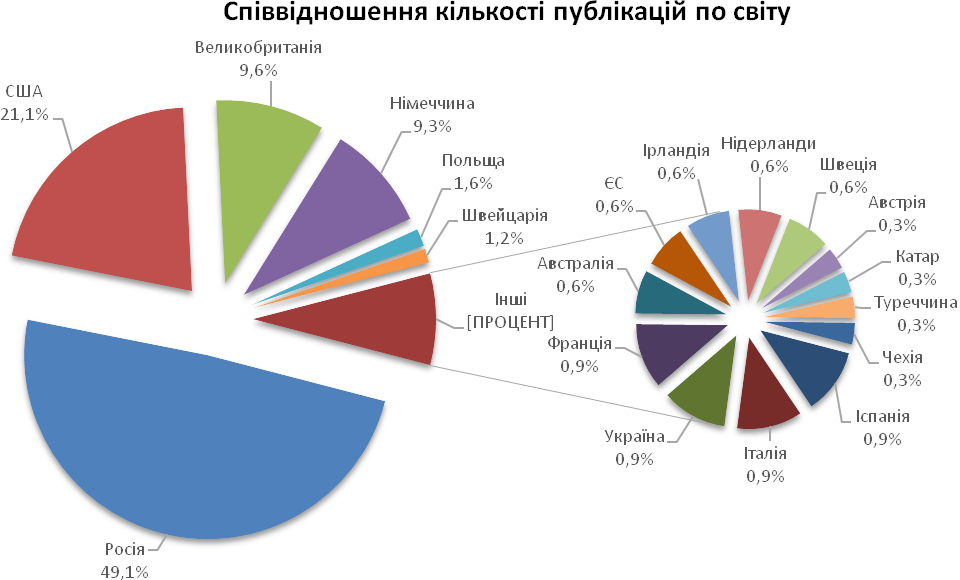 Співвідношення кількості публікацій по світу
Великобританія
9,6%
США
21,1%
Німеччина
9,3%
Польща
1,6%
Швейцарія
1,2%
Інші
[ПРОЦЕНТ]
Росія
49,1%
Ірландія
0,6%
Нідерланди
0,6%
Швеція
0,6%
ЄС
0,6%
Австрія
0,3%
Австралія
0,6%
Катар
0,3%
Туреччина
0,3%
Франція
0,9%
Чехія
0,3%
Україна
0,9%
Італія
0,9%
Іспанія
0,9%